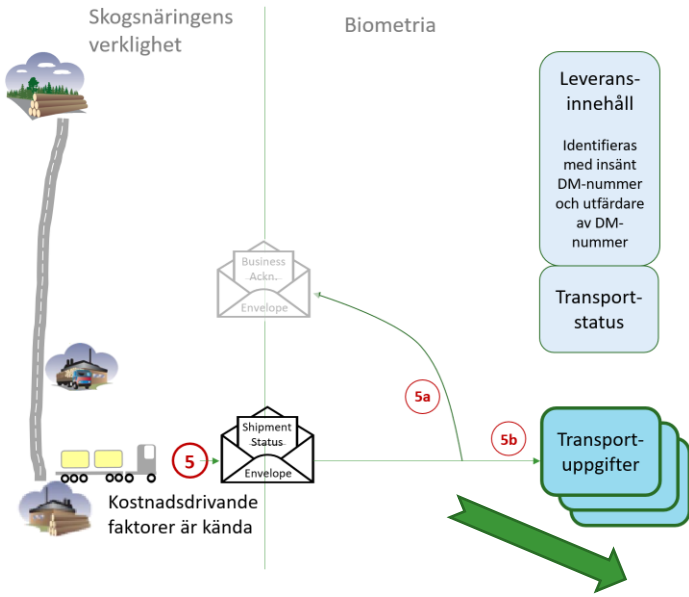 Skogsnäringens
verklighet
Biometria
Leverans-
innehåll
Identifieras
med insänt
DM-nummer
och utfärdare
av DM-
nummer
Transport-
status
Business
Ackn.
Envelope
5a
Shipment
Status
Envelope
5
5b
Transport-
uppgifter
Kostnadsdrivande
faktorer är kända